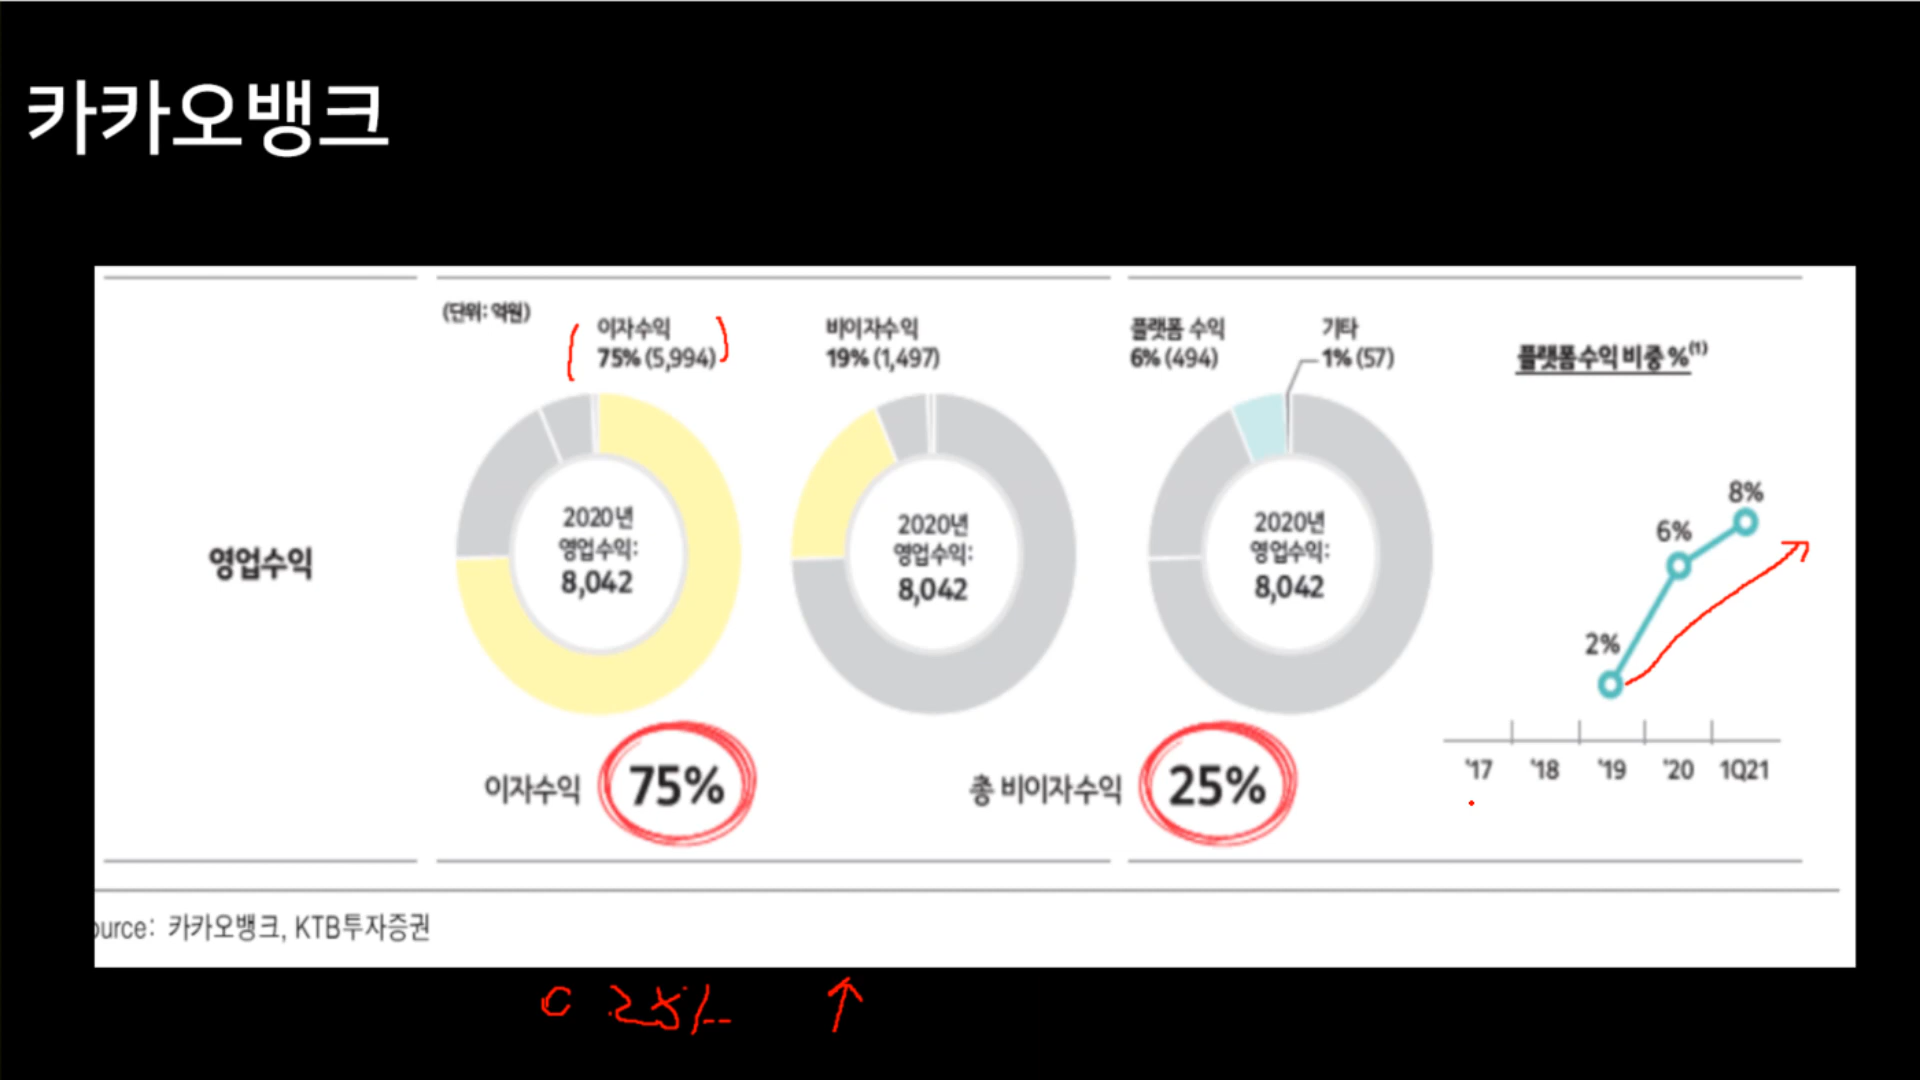 카카오뱅크
(단위: 억원)
이자수익
75% (5,994)
비이자수익
19% (1,497)
플랫폼 수익
6% (494)
기타
1% (57)
플랫폼수익 비중 %(1)
영업수익
2020년
영업수익:
8,042
2020년
영업수익:
8,042
2020년
영업수익:
8,042
2%
6%
8%
'17 '18 '19 '20 1Q21
이자수익 75%
총 비이자수익 25%
ource: 카카오뱅크, KTB투자증권